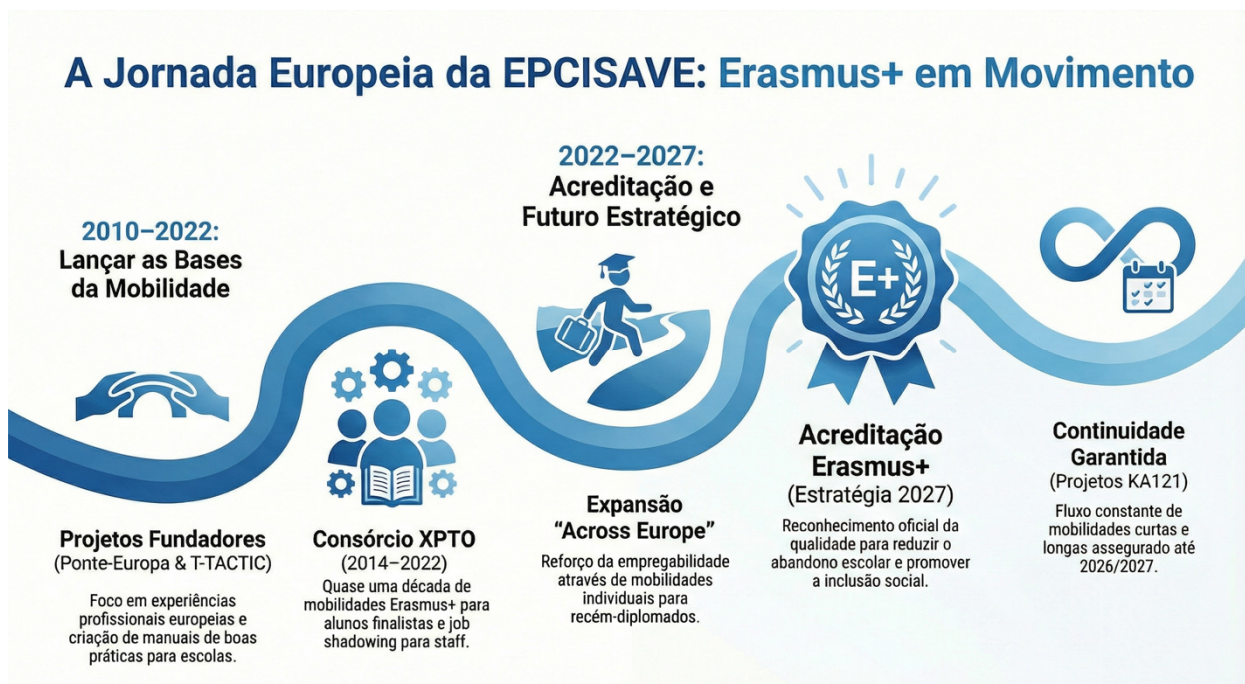 A Jornada Europeia da EPCISAVE: Erasmus+ em Movimento
2010–2022:
Lançar as Bases
da Mobilidade
Projetos Fundadores
(Ponte-Europa & T-TACTIC)
Foco em experiências
profissionais europeias e
criação de manuais de boas
práticas para escolas.
Consórcio XPTO
(2014–2022)
Quase uma década de
mobilidades Erasmus+ para
alunos finalistas e job
shadowing para staff.
2022–2027:
Acreditação e
Futuro Estratégico
Expansão
“Across Europe”
Reforço da empregabilidade
através de mobilidades
individuais para
recém-diplomados.
E+
Acreditação
Erasmus+
(Estratégia 2027)
Reconhecimento oficial da
qualidade para reduzir o
abandono escolar e promover
a inclusão social.
Continuidade
Garantida
(Projetos KA121)
Fluxo constante de
mobilidades curtas e
longas assegurado até
2026/2027.